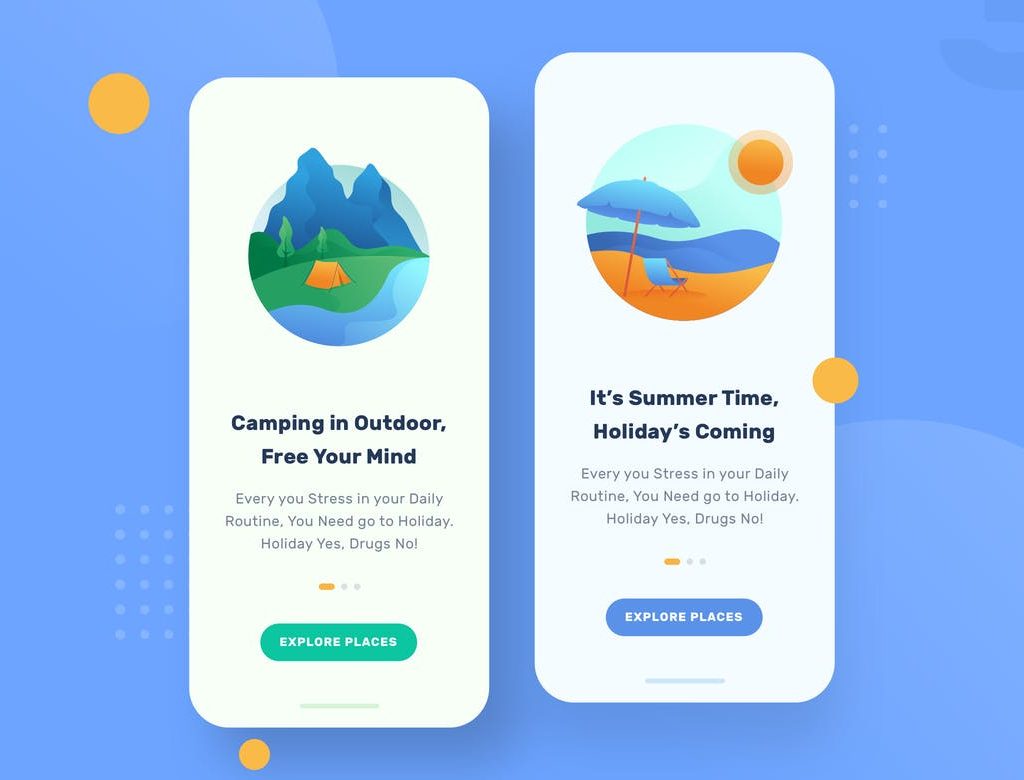 Camping in Outdoor,
Free Your Mind
Every you Stress in your Daily
Routine, You Need go to Holiday.
Holiday Yes, Drugs No!
EXPLORE PLACES
It’s Summer Time,
Holiday’s Coming
Every you Stress in your Daily
Routine, You Need go to Holiday.
Holiday Yes, Drugs No!
EXPLORE PLACES